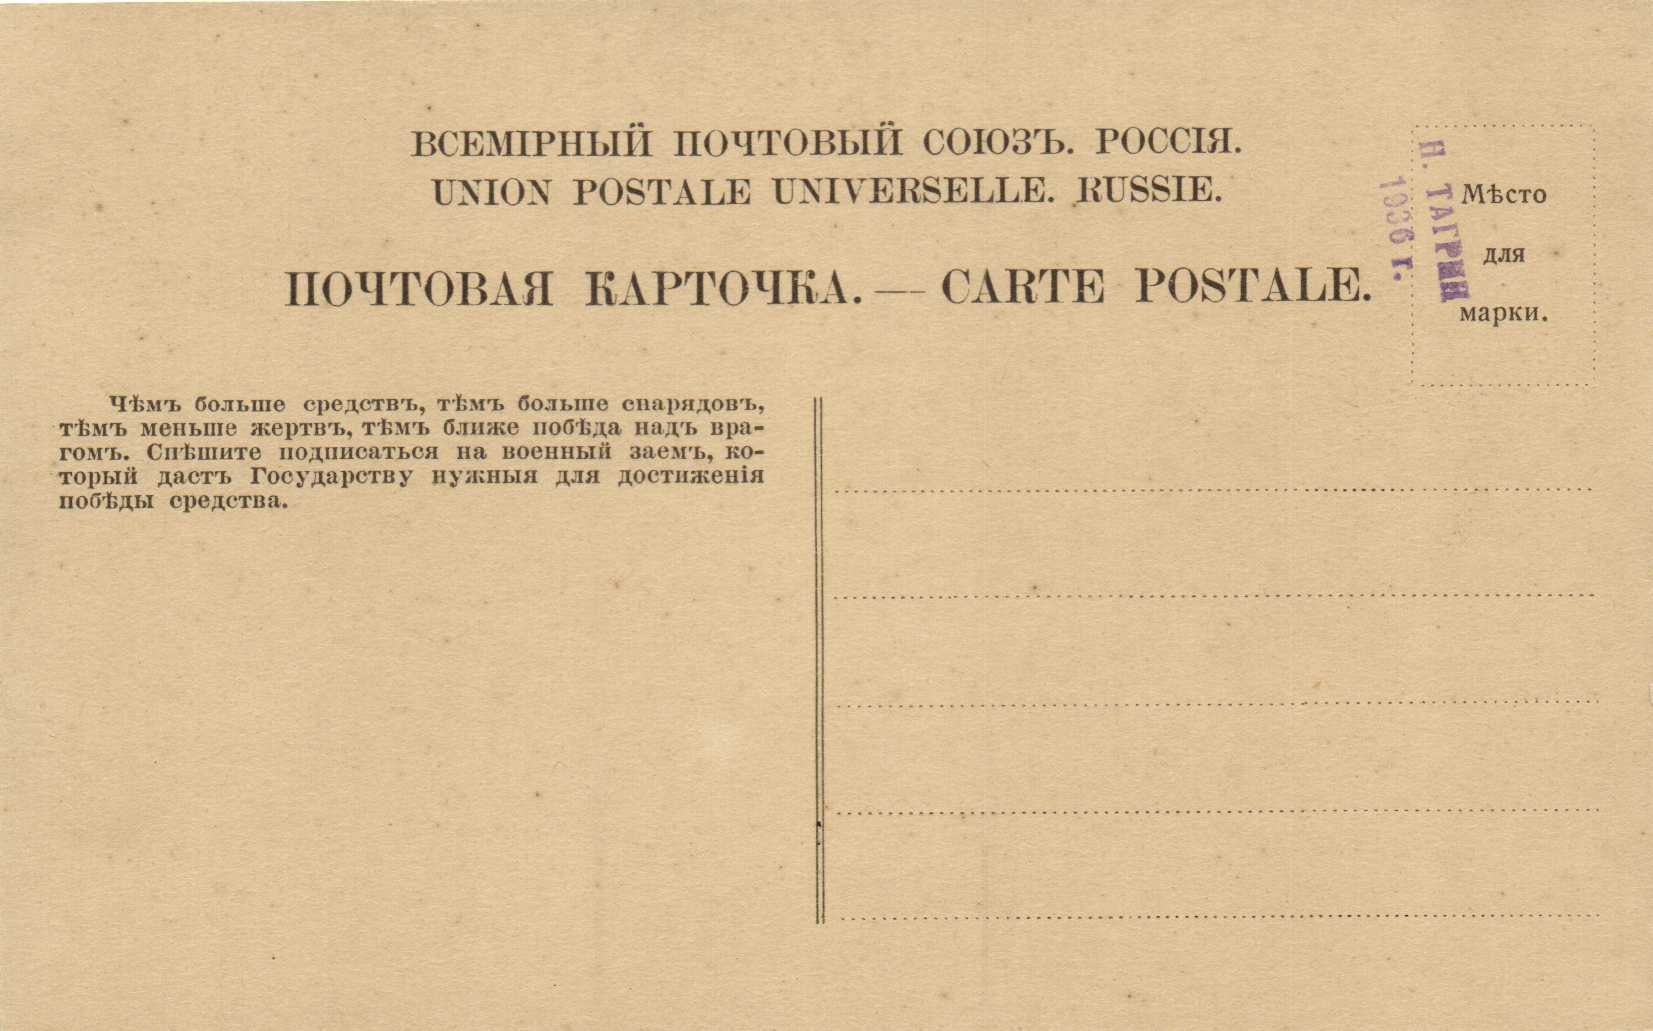 ВСЕМІРНЫЙ ПОЧТОВЫЙ СОЮЗЪ. РОССІЯ.
UNION POSTALE UNIVERSELLE. RUSSIE.
ПОЧТОВАЯ КАРТОЧКА. — CARTE POSTALE.
Мѣсто
для
марки.
Н. ТАГРИН
1936 г.
Чѣмъ больше средствъ, тѣмъ больше снарядовъ,
тѣмъ меньше жертвъ, тѣмъ ближе побѣда надъ вра-
гомъ. Спѣшите подписаться на военный заемъ, ко-
торый дастъ Государству нужныя для достиженія
побѣды средства.